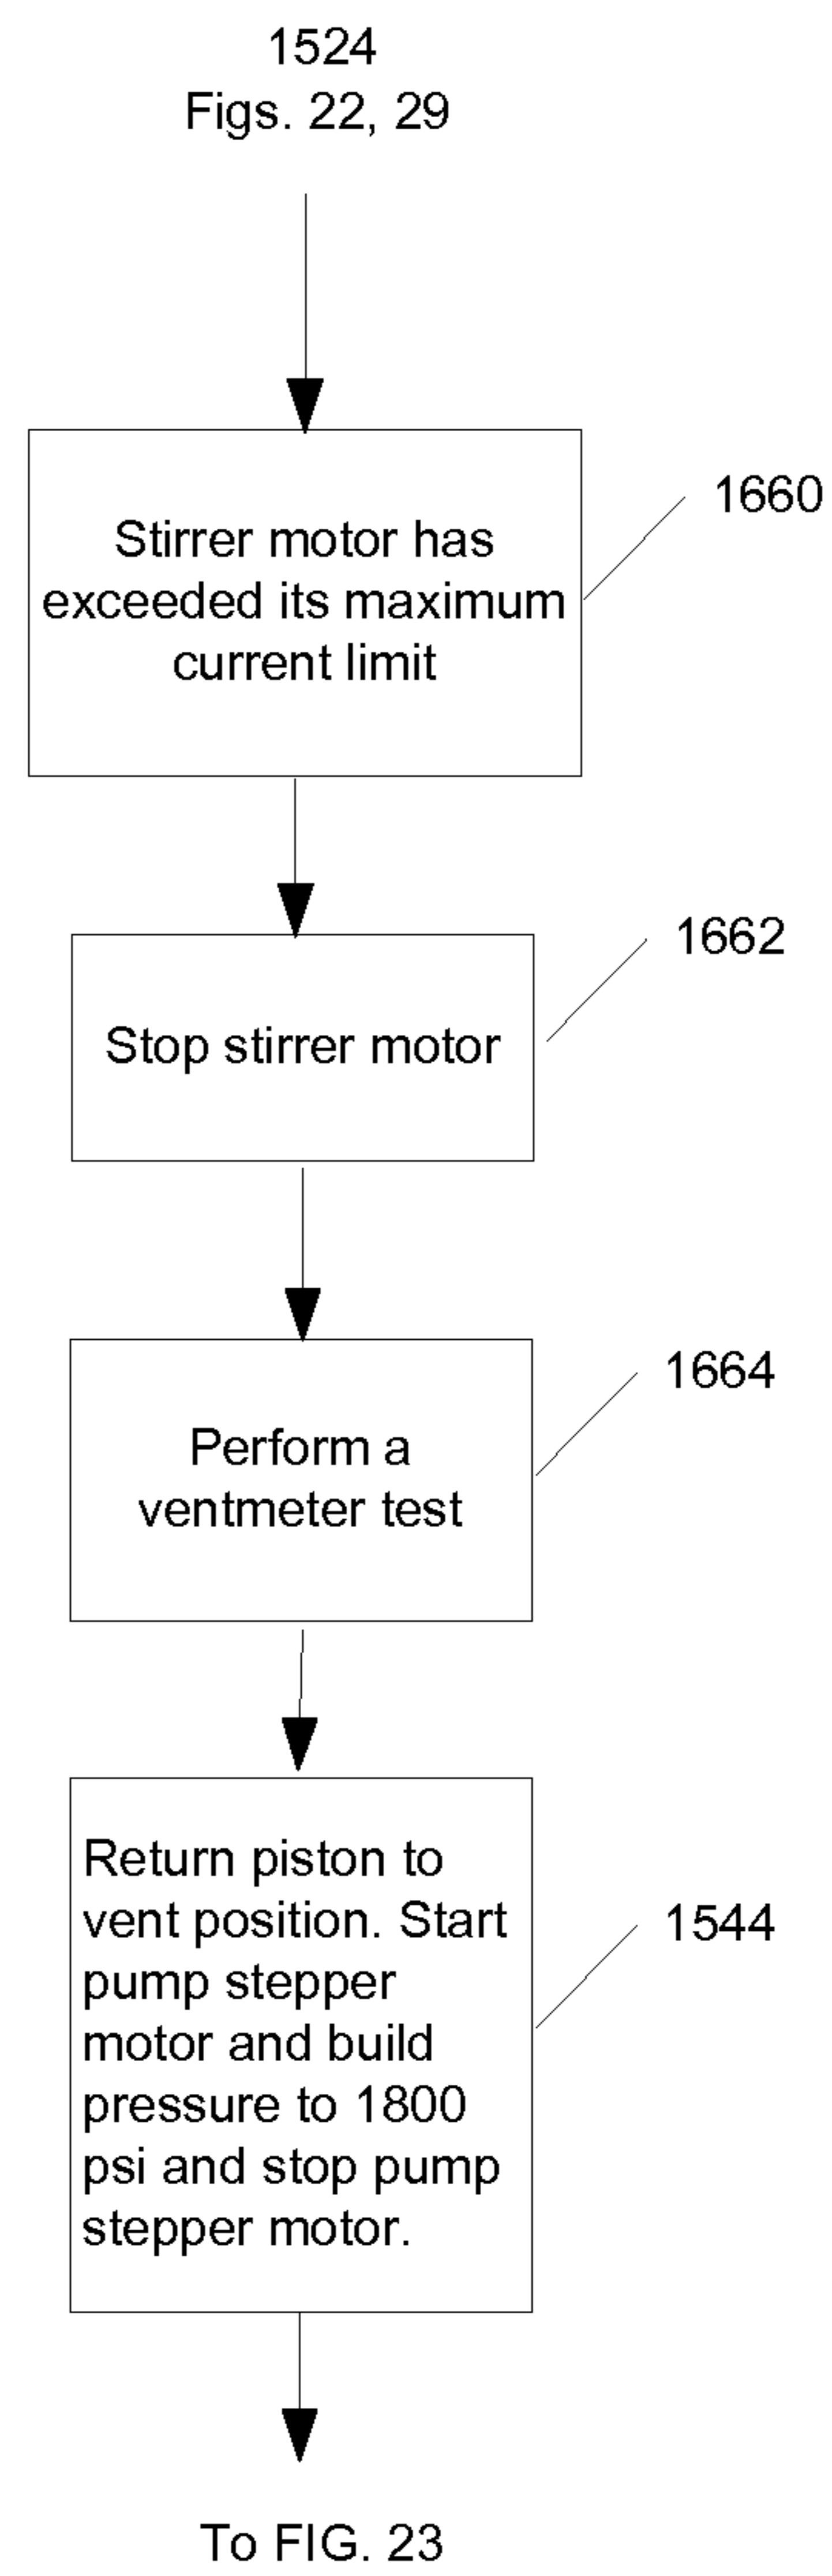 1524
Figs. 22, 29
Stirrer motor has
exceeded its maximum
current limit
1660
Stop stirrer motor
1662
Perform a
ventmeter test
1664
Return piston to
vent position. Start
pump stepper
motor and build
pressure to 1800
psi and stop pump
stepper motor.
1544
To FIG. 23